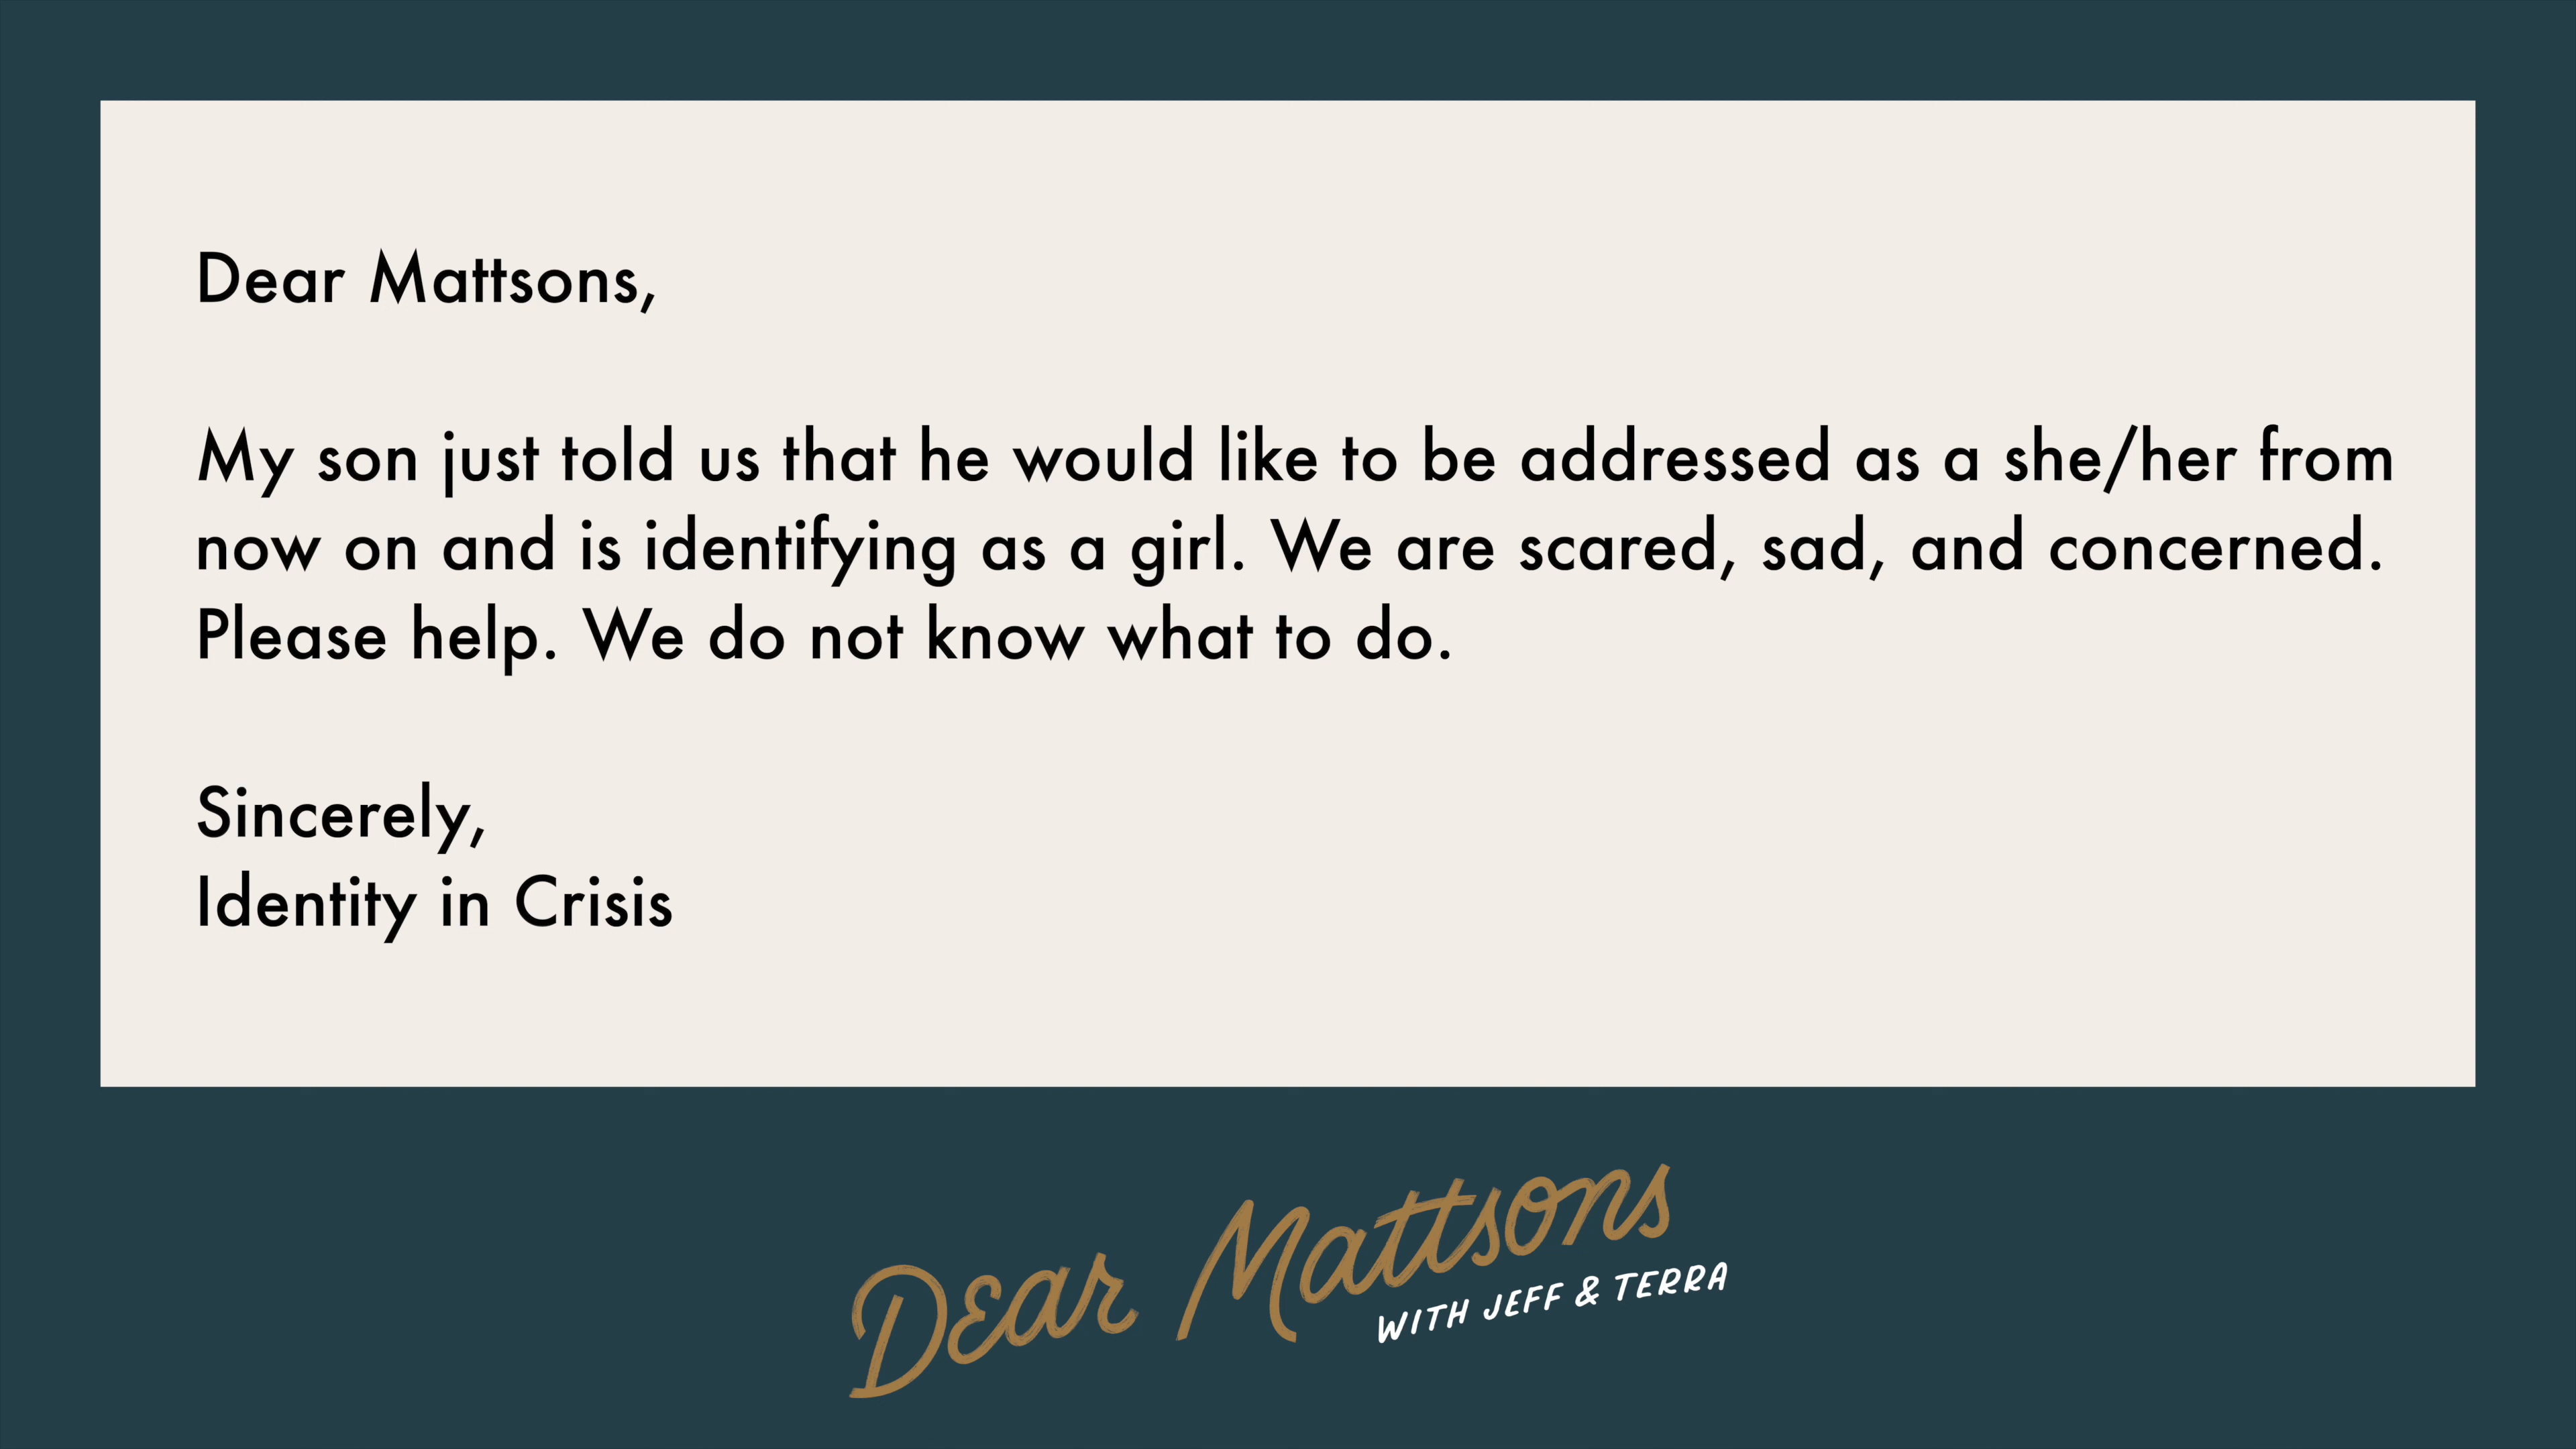 Dear Mattsons,
My son just told us that he would like to be addressed as a she/her from
now on and is identifying as a girl. We are scared, sad, and concerned.
Please help. We do not know what to do.
Sincerely,
Identity in Crisis
Dear Mattsons
WITH JEFF & TERRA